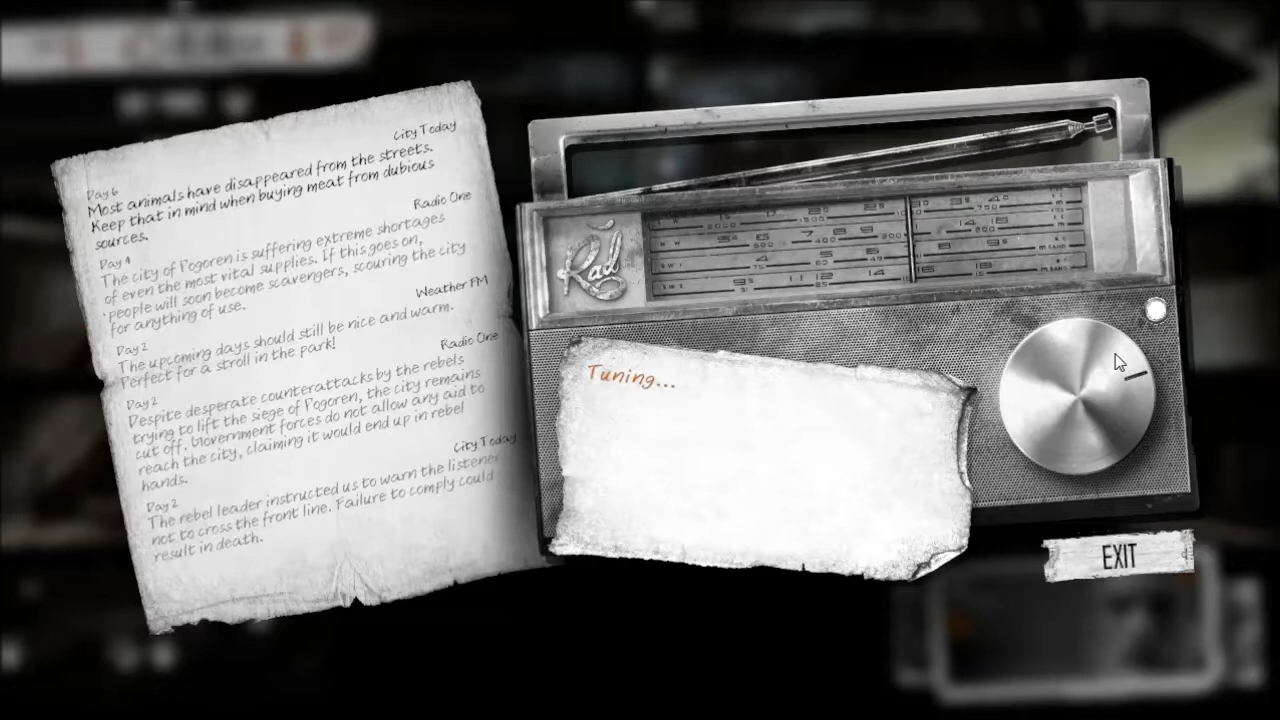 City Today
Day 6
Most animals have disappeared from the streets.
Keep that in mind when buying meat from dubious
sources.
Radio One
Day 4
The city of Pogoren is suffering extreme shortages
of even the most vital supplies. If this goes on,
people will soon become scavengers, scouring the city
for anything of use.
Weather FM
Day 2
The upcoming days should still be nice and warm.
Perfect for a stroll in the park!
Radio One
Day 2
Despite desperate counterattacks by the rebels
trying to lift the siege of Pogoren, the city remains
cut off. Government forces do not allow any aid to
reach the city, claiming it would end up in rebel
hands.
City Today
Day 2
The rebel leader instructed us to warn the listener
not to cross the front line. Failure to comply could
result in death.
Rad
Tuning...
EXIT